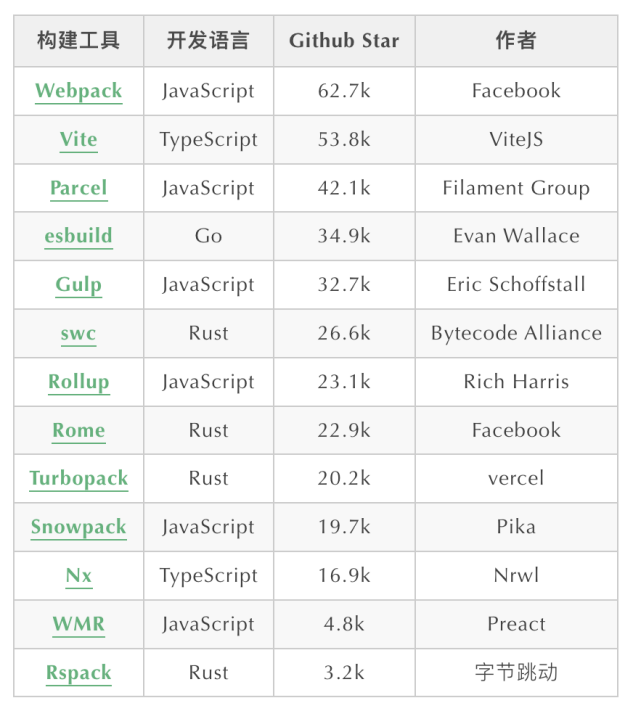 构建工具 开发语言 Github Star 作者
Webpack JavaScript 62.7k Facebook
Vite TypeScript 53.8k ViteJS
Parcel JavaScript 42.1k Filament Group
esbuild Go 34.9k Evan Wallace
Gulp JavaScript 32.7k Eric Schoffstall
swc Rust 26.6k Bytecode Alliance
Rollup JavaScript 23.1k Rich Harris
Rome Rust 22.9k Facebook
Turbopack Rust 20.2k vercel
Snowpack JavaScript 19.7k Pika
Nx TypeScript 16.9k Nrwl
WMR JavaScript 4.8k Preact
Rspack Rust 3.2k 字节跳动